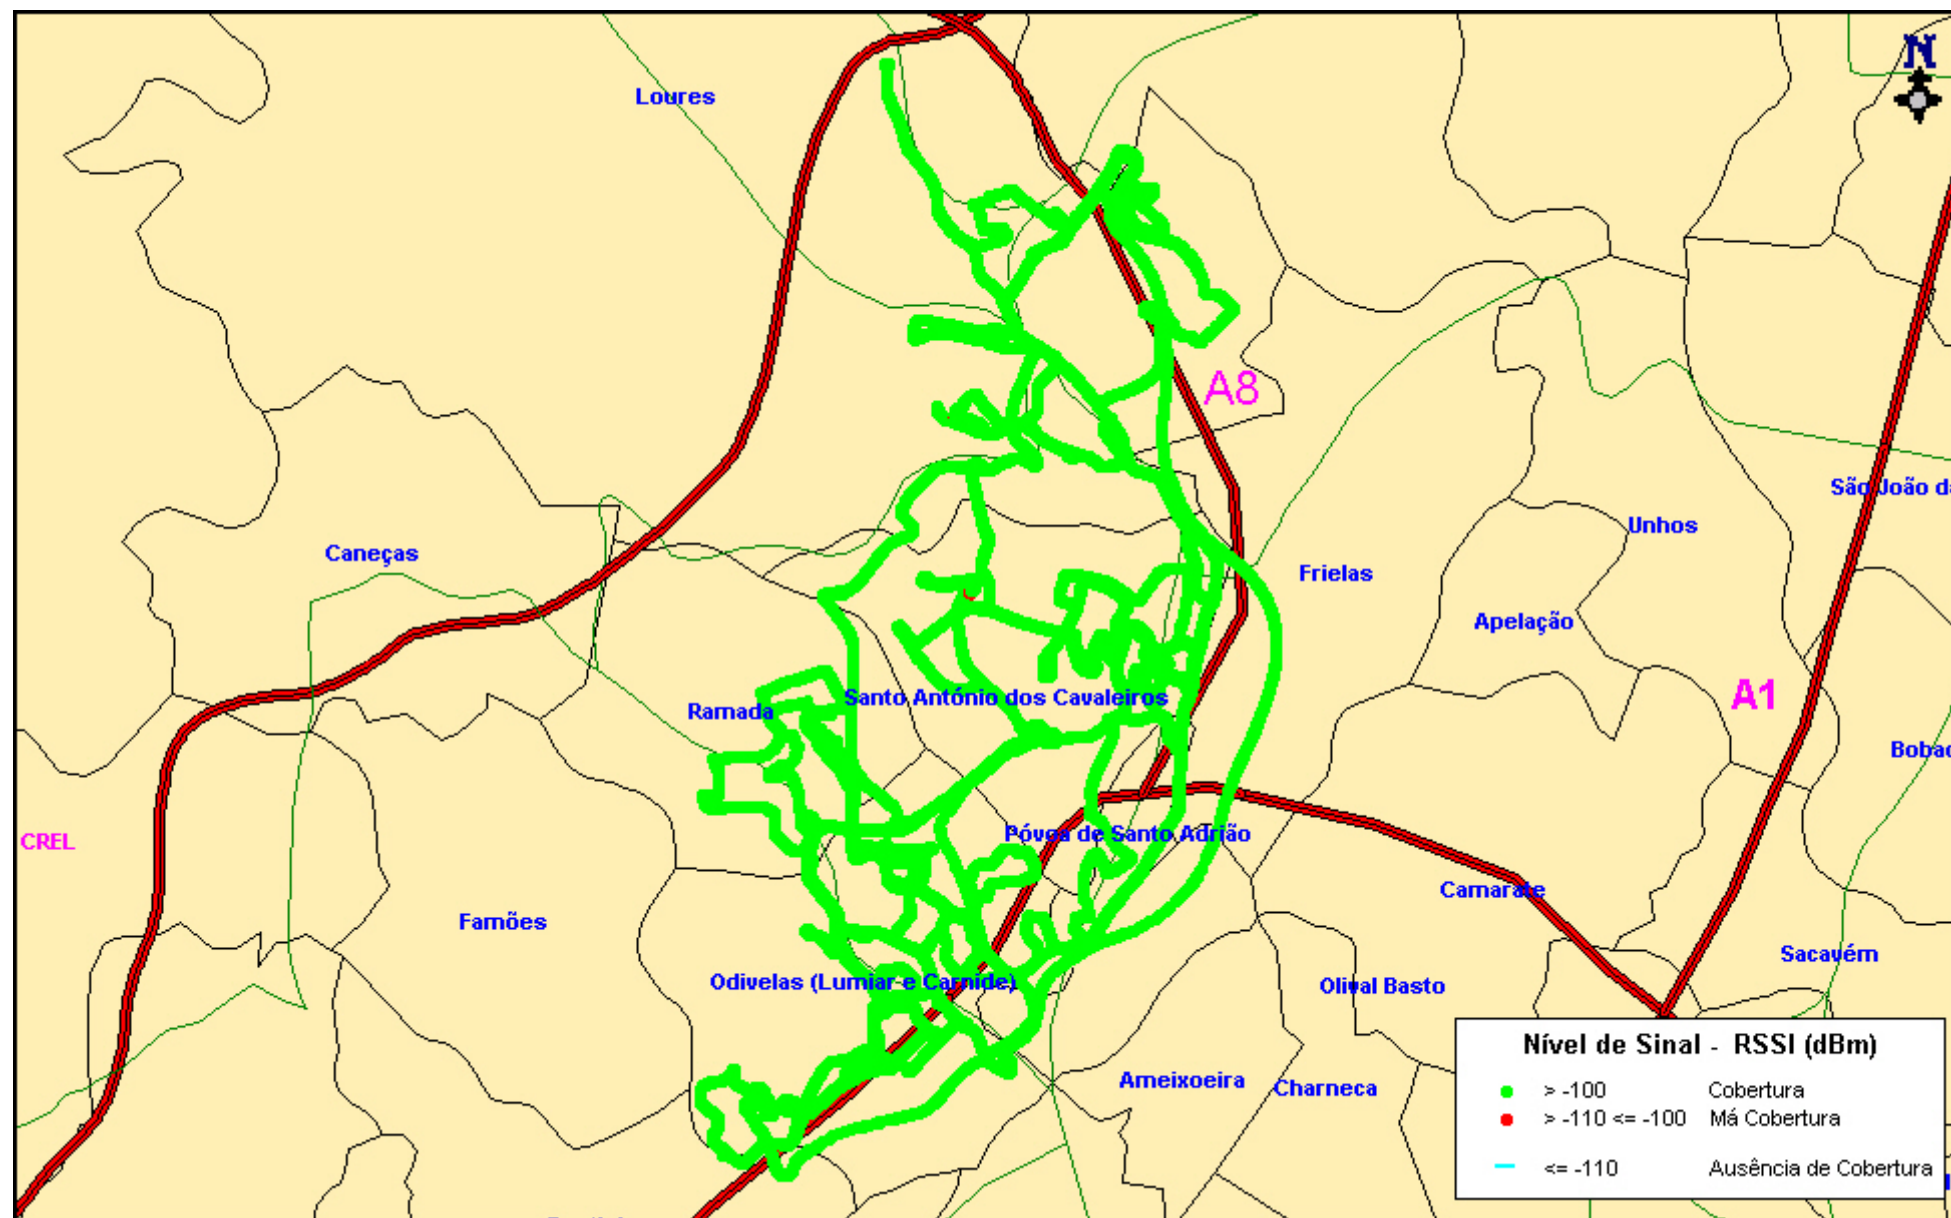 N
Loures
A8
São João d
Unhos
Caneças
Frielas
Apelação
Santo António dos Cavaleiros
A1
Ramada
Boba
Póvoa de Santo Adrião
CREL
Camarate
Famões
Sacavém
Odivelas (Lumiar e Carnide)
Olival Basto
Ameixoeira
Charneca
Nível de Sinal - RSSI (dBm)
> -100 Cobertura
> -110 <= -100 Má Cobertura
<= -110 Ausência de Cobertura